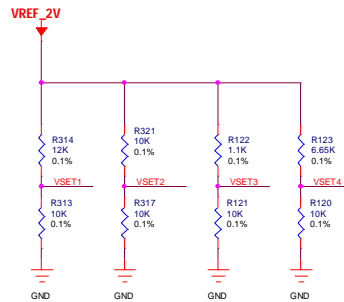 VREF_2V
R314
12K
0.1%
R321
10K
0.1%
R122
1.1K
0.1%
R123
6.65K
0.1%
VSET1
VSET2
VSET3
VSET4
R313
10K
0.1%
R317
10K
0.1%
R121
10K
0.1%
R120
10K
0.1%
GND
GND
GND
GND